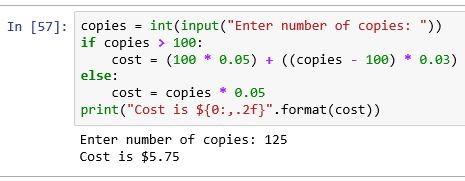 In [57]: copies = int(input("Enter number of copies: "))
if copies > 100:
    cost = (100 * 0.05) + ((copies - 100) * 0.03)
else:
    cost = copies * 0.05
print("Cost is ${0:,.2f}".format(cost))
Enter number of copies: 125
Cost is $5.75